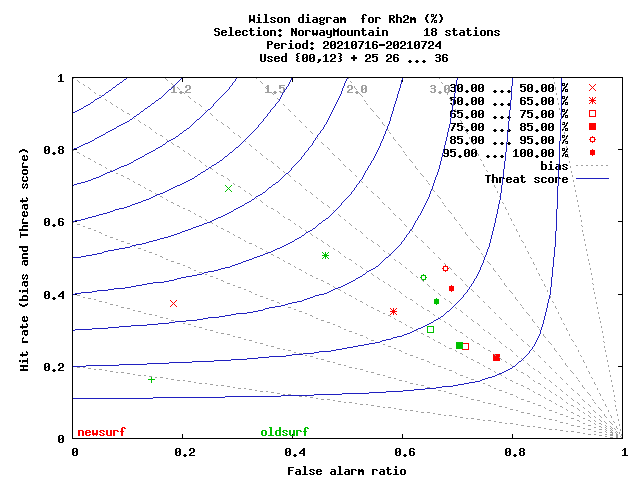 Wilson diagram for Rh2m (%)
Selection: NorwayMountain 18 stations
Period: 20210716-20210724
Used {00,12} + 25 26 ... 36
1.2 1.5 2.0 3.0
30.00 ... 50.00 %
50.00 ... 65.00 %
65.00 ... 75.00 %
75.00 ... 85.00 %
85.00 ... 95.00 %
95.00 ... 100.00 %
bias
Threat score
Hit rate (bias and Threat score)
1
0.8
0.6
0.4
0.2
0
newsurf oldsurf
0 0.2 0.4 0.6 0.8 1
False alarm ratio